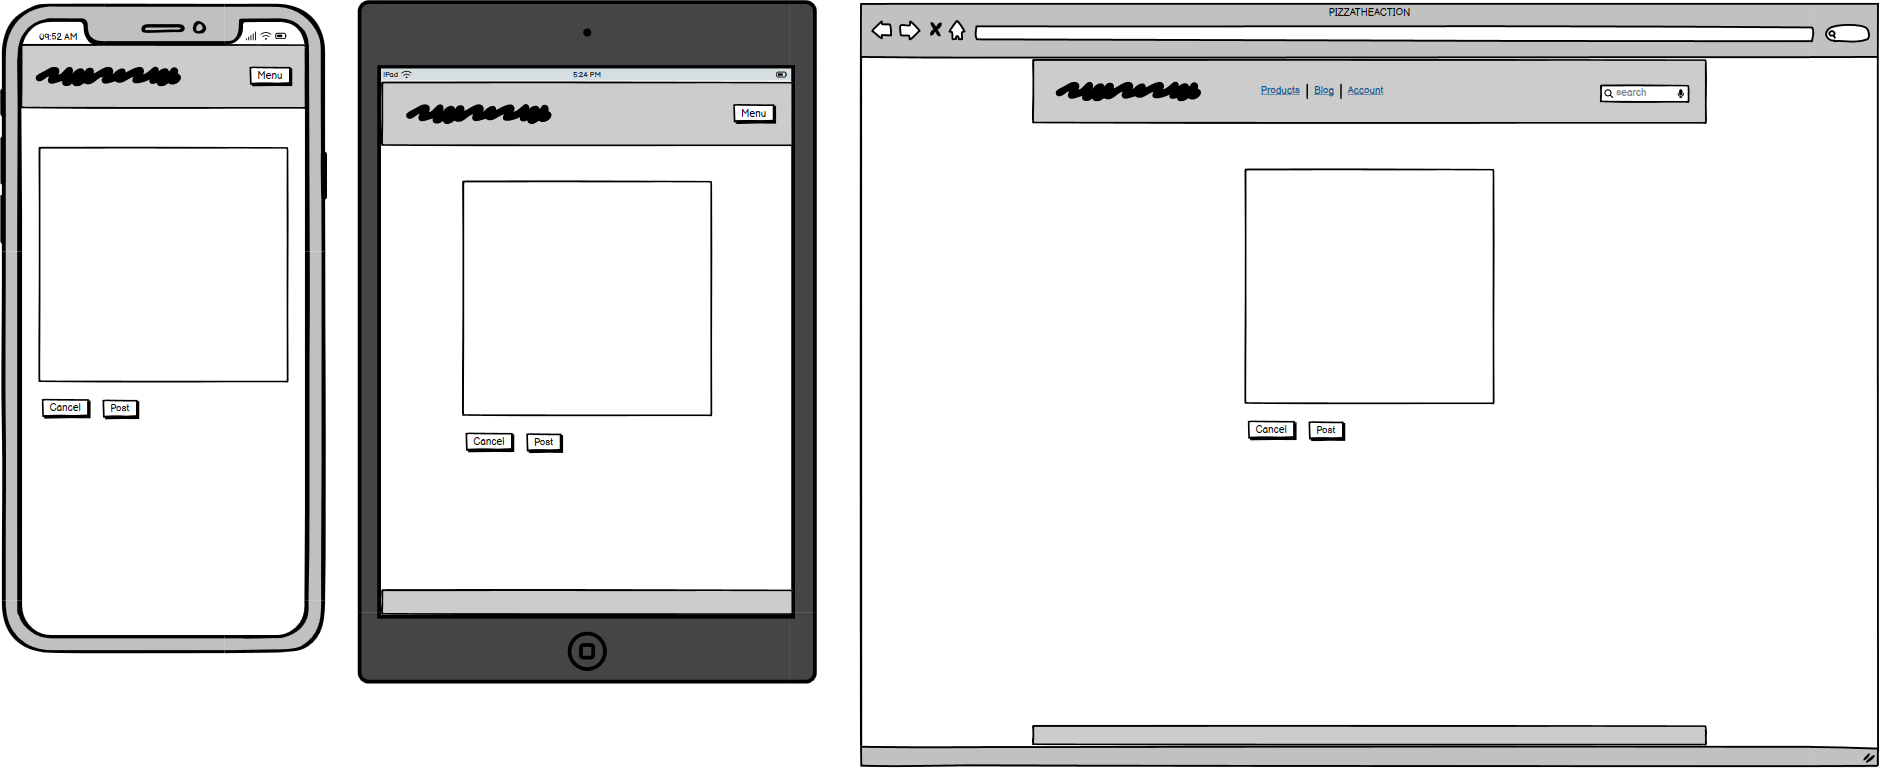 09:52 AM
Menu
Cancel
Post
iPad
5:24 PM
Menu
Cancel
Post
PIZZATHEACTION
Products | Blog | Account
search
Cancel
Post